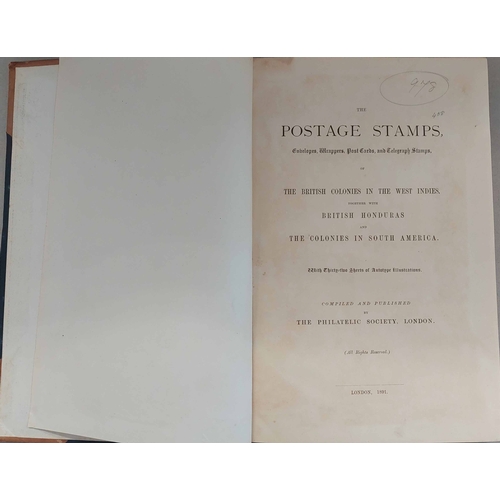 478
THE
POSTAGE STAMPS,
Envelopes, Wrappers, Post Cards, and Telegraph Stamps,
OF
THE BRITISH COLONIES IN THE WEST INDIES,
TOGETHER WITH
BRITISH HONDURAS
AND
THE COLONIES IN SOUTH AMERICA.
With Thirty-two Sheets of Autotype Illustrations.
COMPILED AND PUBLISHED
BY
THE PHILATELIC SOCIETY, LONDON.
(All Rights Reserved.)
LONDON, 1891.